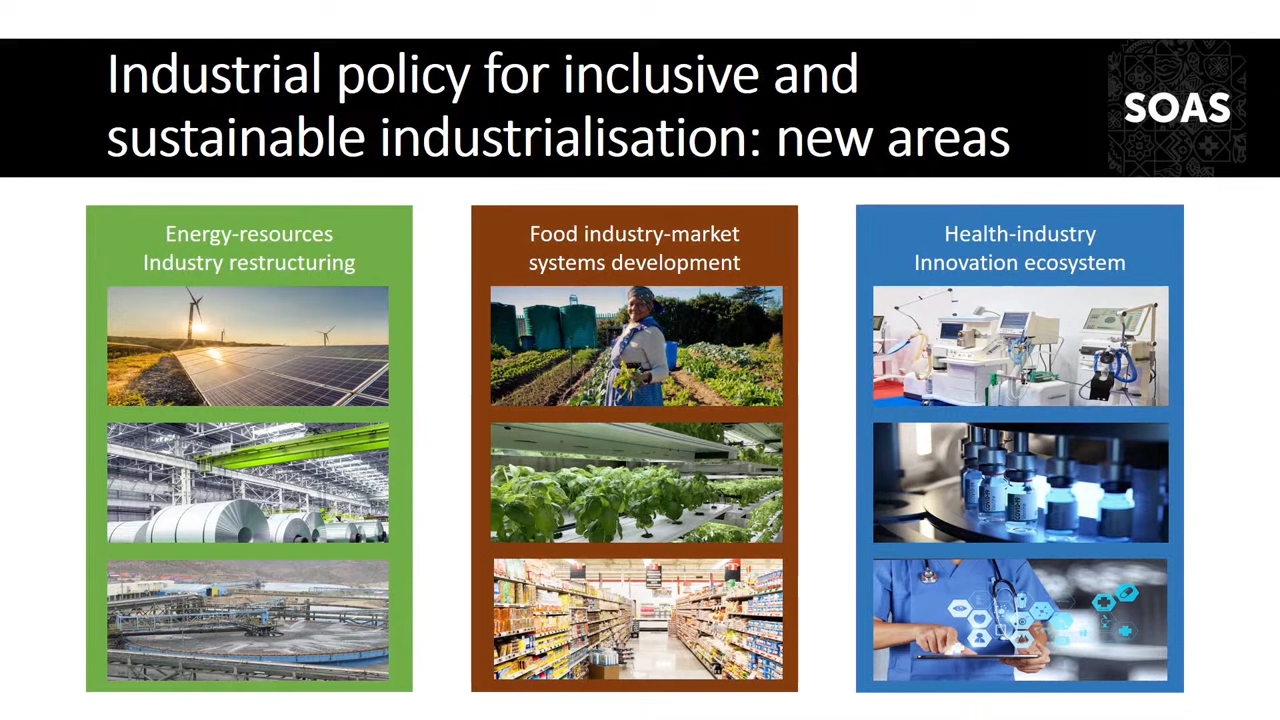 Industrial policy for inclusive and
sustainable industrialisation: new areas
SOAS
Energy-resources
Industry restructuring
Food industry-market
systems development
Health-industry
Innovation ecosystem